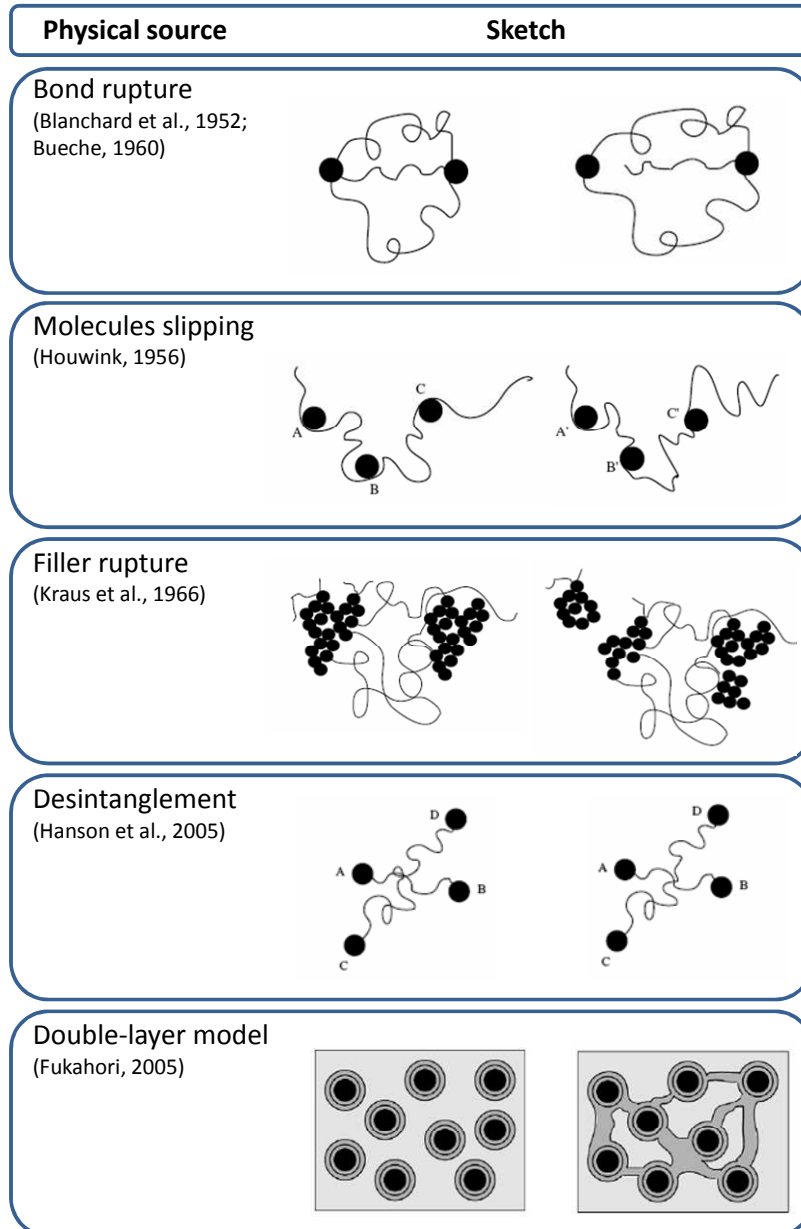 Physical source Sketch
Bond rupture
(Blanchard et al., 1952;
Bueche, 1960)
Molecules slipping
(Houwink, 1956)
A
B
C
A'
B'
C'
Filler rupture
(Kraus et al., 1966)
Desintanglement
(Hanson et al., 2005)
D
A
B
C
D
A
B
C
Double-layer model
(Fukahori, 2005)